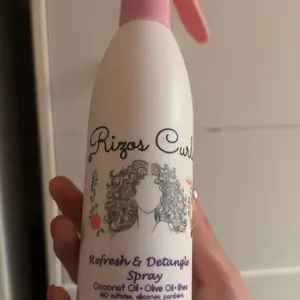 Rizos Curl
Refresh & Detangle
Spray
Coconut Oil • Olive Oil • Shea
NO sulfates, silicones, parabens